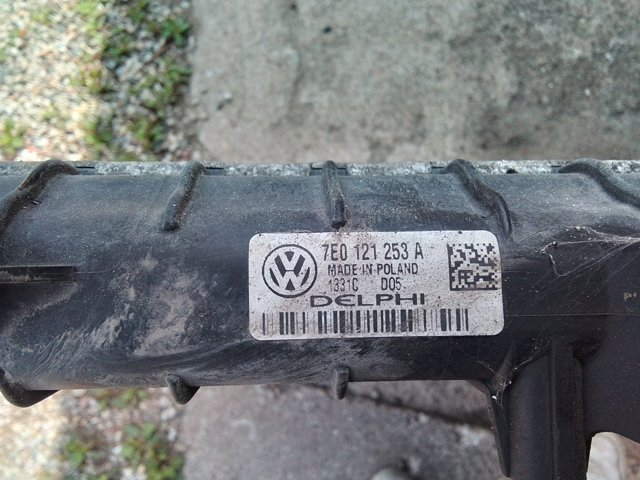 7E0 121 253 A
MADE IN POLAND
1331C D05
DELPHI